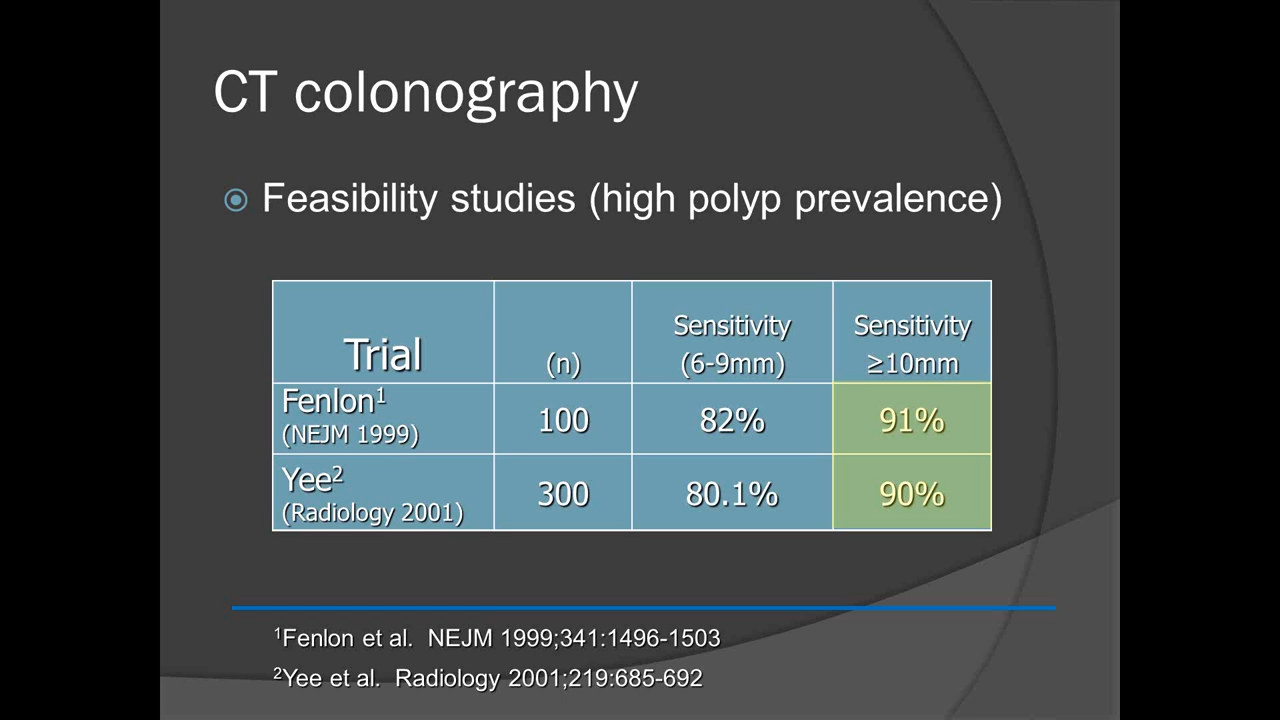 CT colonography
Feasibility studies (high polyp prevalence)
Trial
(n)
Sensitivity
(6-9mm)
Sensitivity
≥10mm
Fenlon¹
(NEJM 1999)
100
82%
91%
Yee²
(Radiology 2001)
300
80.1%
90%
¹Fenlon et al.  NEJM 1999;341:1496-1503
²Yee et al.  Radiology 2001;219:685-692